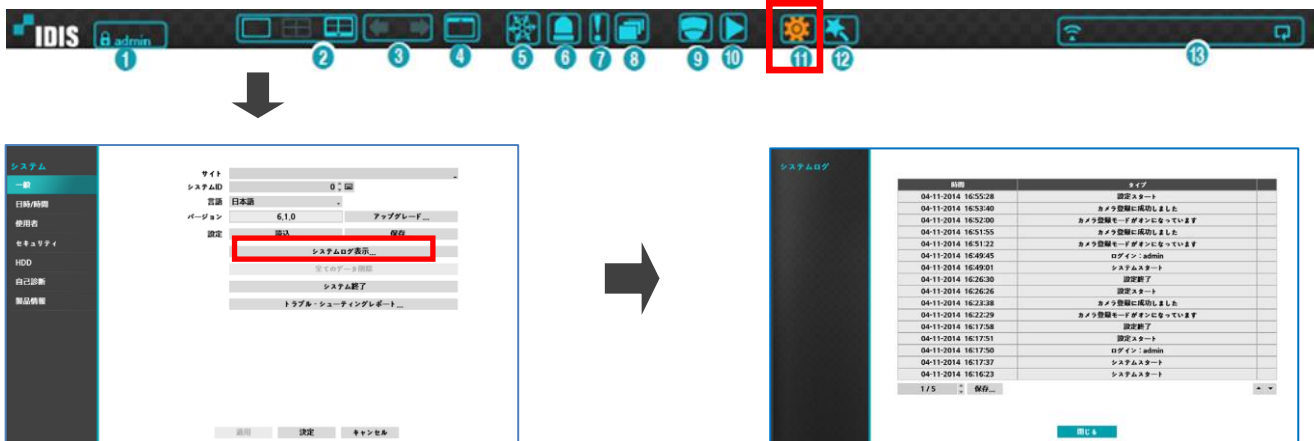 IDIS admin
1 2 3 4 5 6 7 8 9 10 11 12 13
システム
一般
日時/時間
使用者
セキュリティ
HDD
自己診断
製品情報
サイト
システムID 0
言語 日本語
バージョン 6,1,0 アップグレード...
設定 読込 保存
システムログ表示...
全てのデータ削除
システム終了
トラブル・シューティングレポート...
適用 決定 キャンセル
システムログ
時間 タイプ
04-11-2014 16:55:28 設定スタート
04-11-2014 16:53:40 カメラ登録に成功しました
04-11-2014 16:52:00 カメラ登録モードがオンになっています
04-11-2014 16:51:55 カメラ登録に成功しました
04-11-2014 16:51:22 カメラ登録モードがオンになっています
04-11-2014 16:49:45 ログイン：admin
04-11-2014 16:49:01 システムスタート
04-11-2014 16:26:30 設定終了
04-11-2014 16:26:26 設定スタート
04-11-2014 16:23:38 カメラ登録に成功しました
04-11-2014 16:22:29 カメラ登録モードがオンになっています
04-11-2014 16:17:58 設定終了
04-11-2014 16:17:51 設定スタート
04-11-2014 16:17:50 ログイン：admin
04-11-2014 16:17:37 システムスタート
04-11-2014 16:16:23 システムスタート
1 / 5 保存...
閉じる